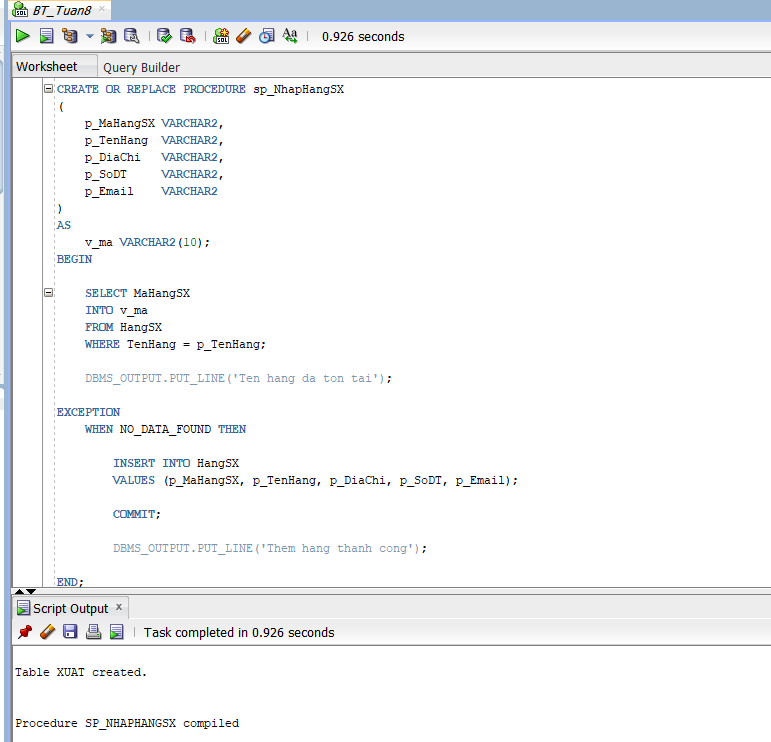 BT_Tuan8
0.926 seconds
Worksheet Query Builder
CREATE OR REPLACE PROCEDURE sp_NhapHangSX
(
    p_MaHangSX VARCHAR2,
    p_TenHang  VARCHAR2,
    p_DiaChi   VARCHAR2,
    p_SoDT     VARCHAR2,
    p_Email    VARCHAR2
)
AS
    v_ma VARCHAR2(10);
BEGIN
    SELECT MaHangSX
    INTO v_ma
    FROM HangSX
    WHERE TenHang = p_TenHang;
    DBMS_OUTPUT.PUT_LINE('Ten hang da ton tai');
EXCEPTION
    WHEN NO_DATA_FOUND THEN
        INSERT INTO HangSX
        VALUES (p_MaHangSX, p_TenHang, p_DiaChi, p_SoDT, p_Email);
        COMMIT;
        DBMS_OUTPUT.PUT_LINE('Them hang thanh cong');
END;
Script Output x
Task completed in 0.926 seconds
Table XUAT created.
Procedure SP_NHAPHANGSX compiled